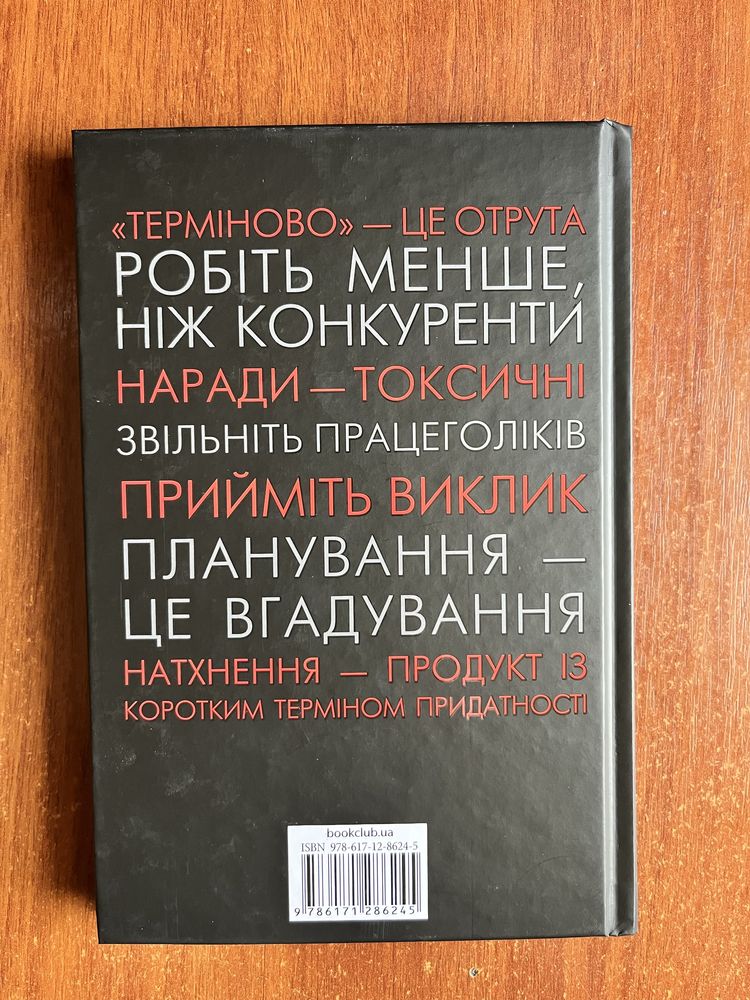 «ТЕРМІНОВО» — ЦЕ ОТРУТА
РОБІТЬ МЕНШЕ,
НІЖ КОНКУРЕНТИ
НАРАДИ — ТОКСИЧНІ
ЗВІЛЬНІТЬ ПРАЦЕГОЛІКІВ
ПРИЙМІТЬ ВИКЛИК
ПЛАНУВАННЯ —
ЦЕ ВГАДУВАННЯ
НАТХНЕННЯ — ПРОДУКТ ІЗ
КОРОТКИМ ТЕРМІНОМ ПРИДАТНОСТІ
bookclub.ua
ISBN 978-617-12-8624-5
9 786171 286245